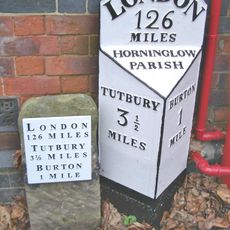 LONDON
126
MILES
HORNINGLOW
PARISH
TUTBURY
3 1/2
MILES
BURTON
1
MILE
LONDON
126 MILES
TUTBURY
3½ MILES
BURTON
1 MILE